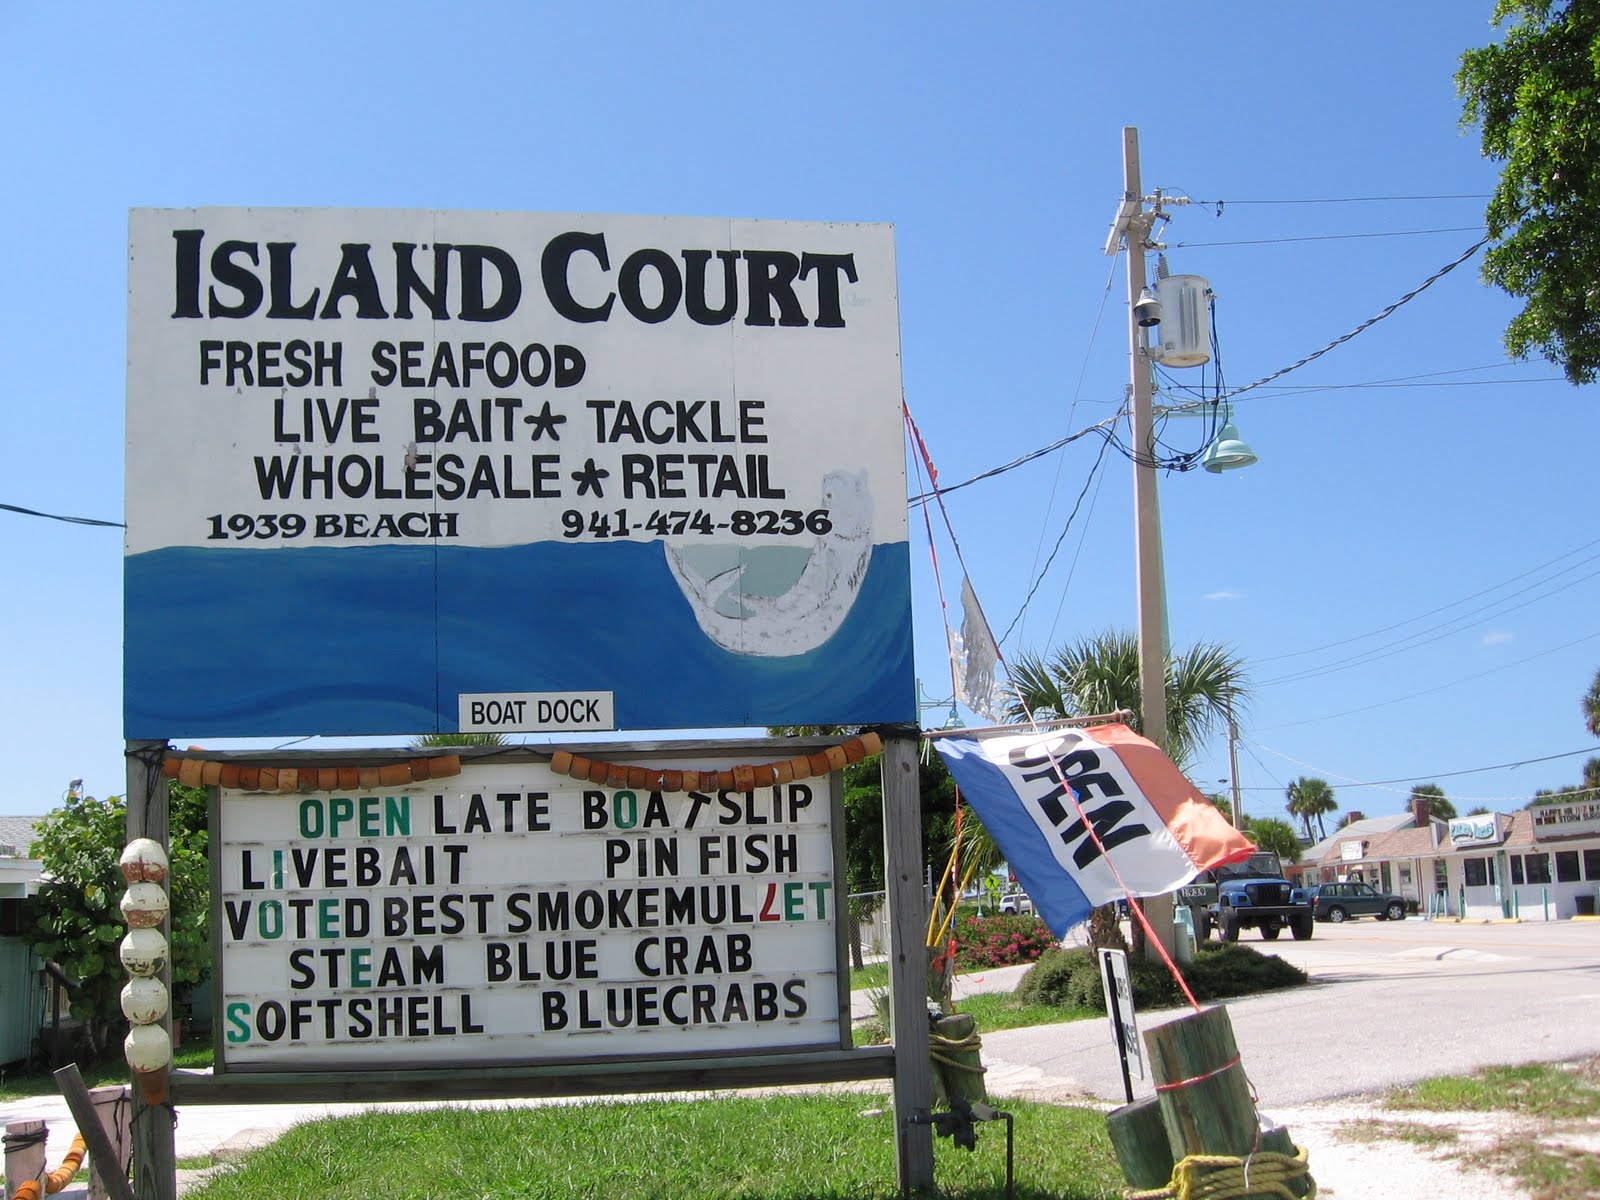 ISLAND COURT
FRESH SEAFOOD
LIVE BAIT★ TACKLE
WHOLESALE ★ RETAIL
1939 BEACH 941-474-8236
BOAT DOCK
OPEN LATE BOATSLIP
LIVEBAIT PIN FISH
VOTED BEST SMOKEMULLET
STEAM BLUE CRAB
SOFTSHELL BLUECRABS
OPEN
1939